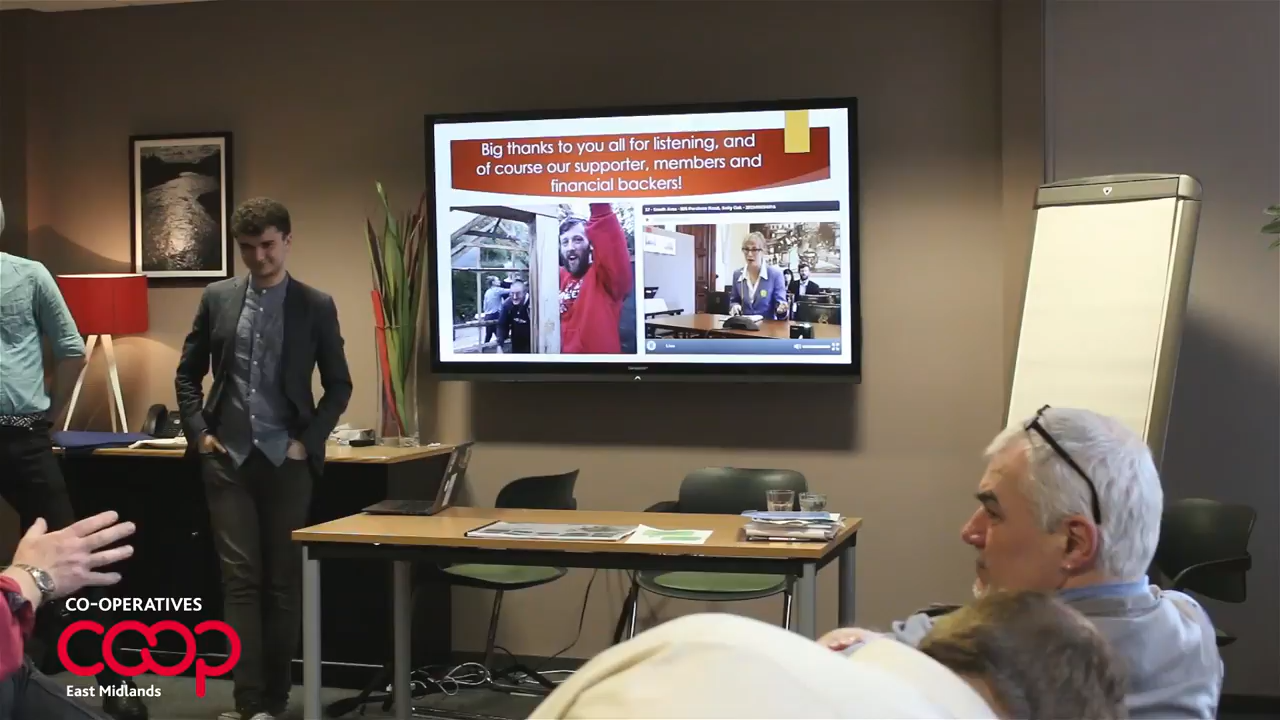 Big thanks to you all for listening, and
of course our supporter, members and
financial backers!
CO-OPERATIVES
coop
East Midlands